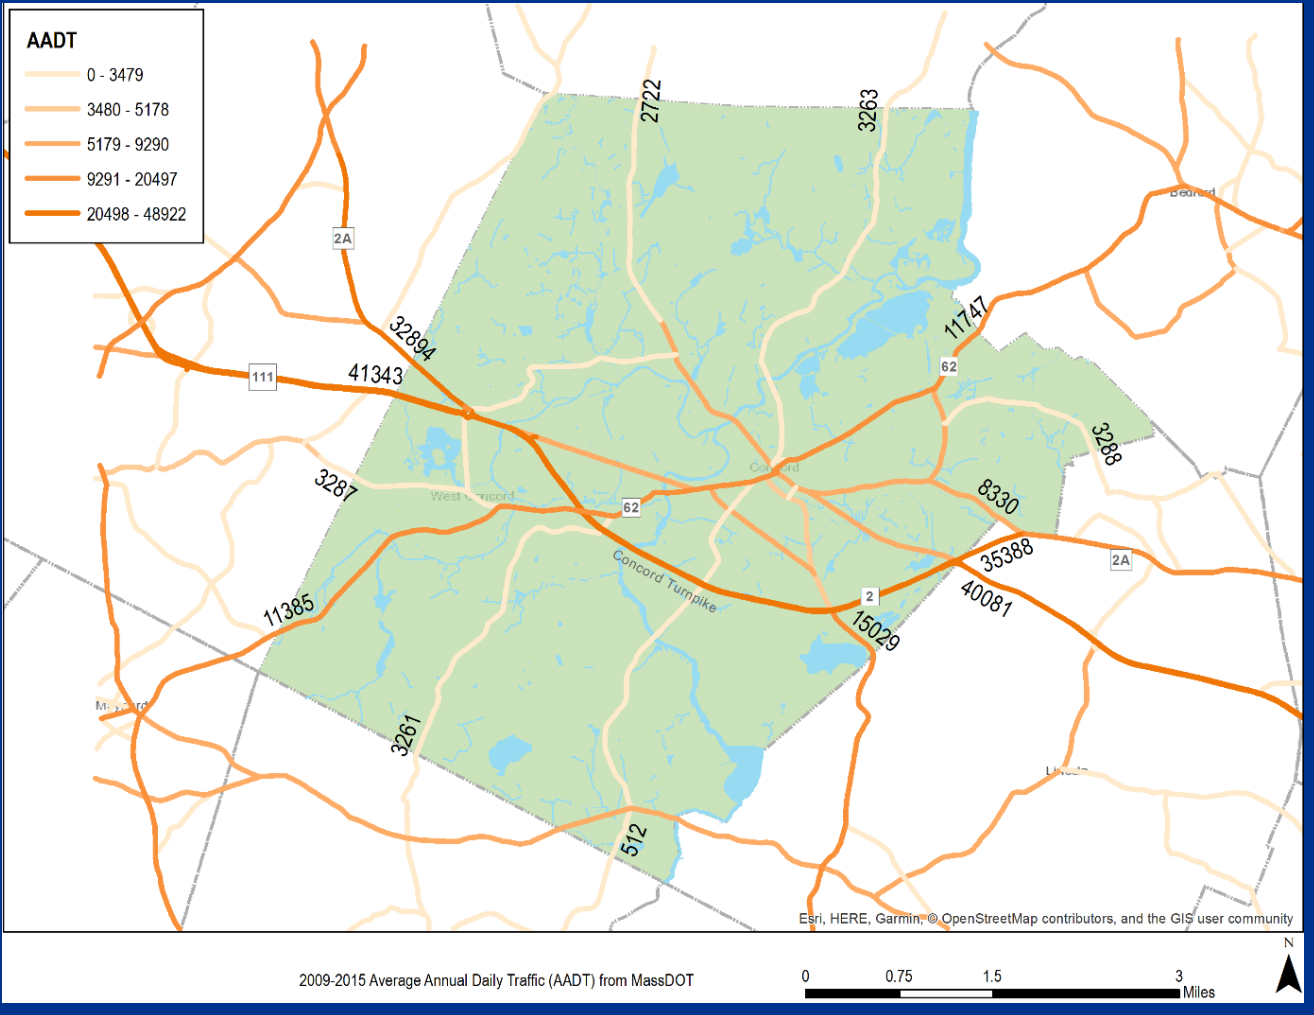 AADT
0 - 3479
3480 - 5178
5179 - 9290
9291 - 20497
20498 - 48922
2722
3263
Bedford
2A
32894
11747
41343
111
62
3288
Concord
3287
West Concord
62
8330
35388
2A
Concord Turnpike
2
40081
11385
15029
Maynard
3261
Lincoln
512
Esri, HERE, Garmin, © OpenStreetMap contributors, and the GIS user community
N
2009-2015 Average Annual Daily Traffic (AADT) from MassDOT
0 0.75 1.5 3
Miles